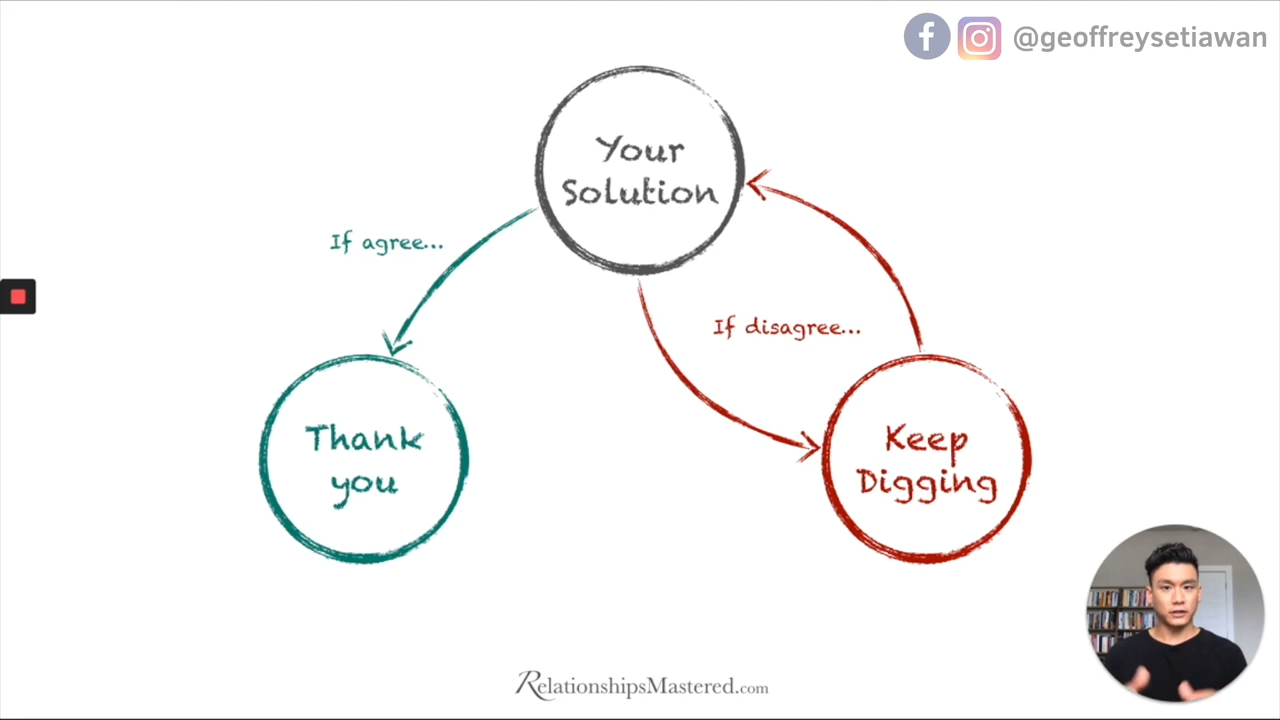 @geoffreysetiawan
Your
Solution
If agree...
If disagree...
Thank
you
Keep
Digging
RelationshipsMastered.com